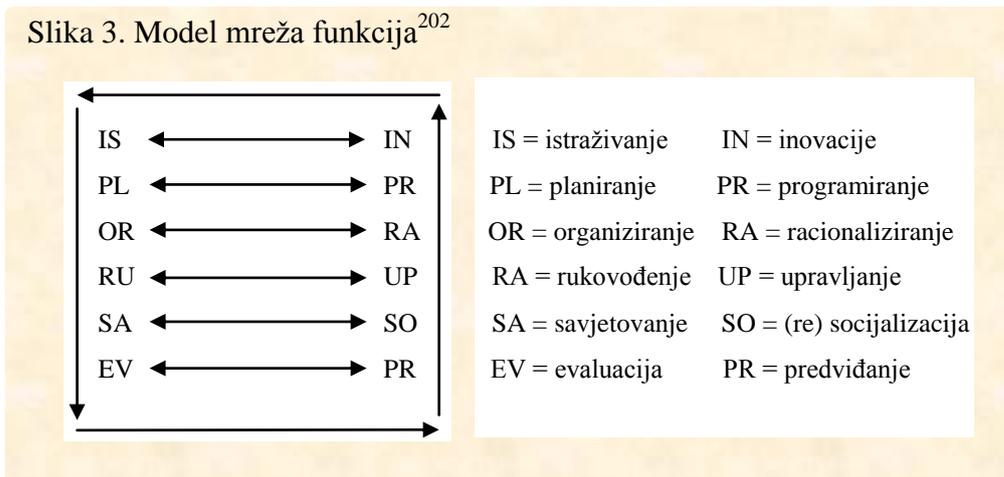 Slika 3. Model mreža funkcija202
IS IN
PL PR
OR RA
RU UP
SA SO
EV PR
IS = istraživanje IN = inovacije
PL = planiranje PR = programiranje
OR = organiziranje RA = racionaliziranje
RA = rukovođenje UP = upravljanje
SA = savjetovanje SO = (re) socijalizacija
EV = evaluacija PR = predviđanje